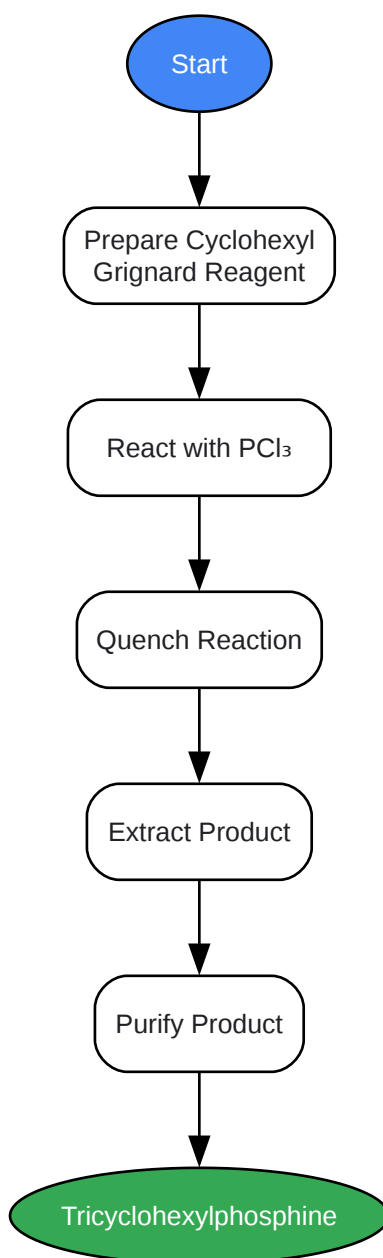 Start
Prepare Cyclohexyl
Grignard Reagent
React with PCl₃
Quench Reaction
Extract Product
Purify Product
Tricyclohexylphosphine